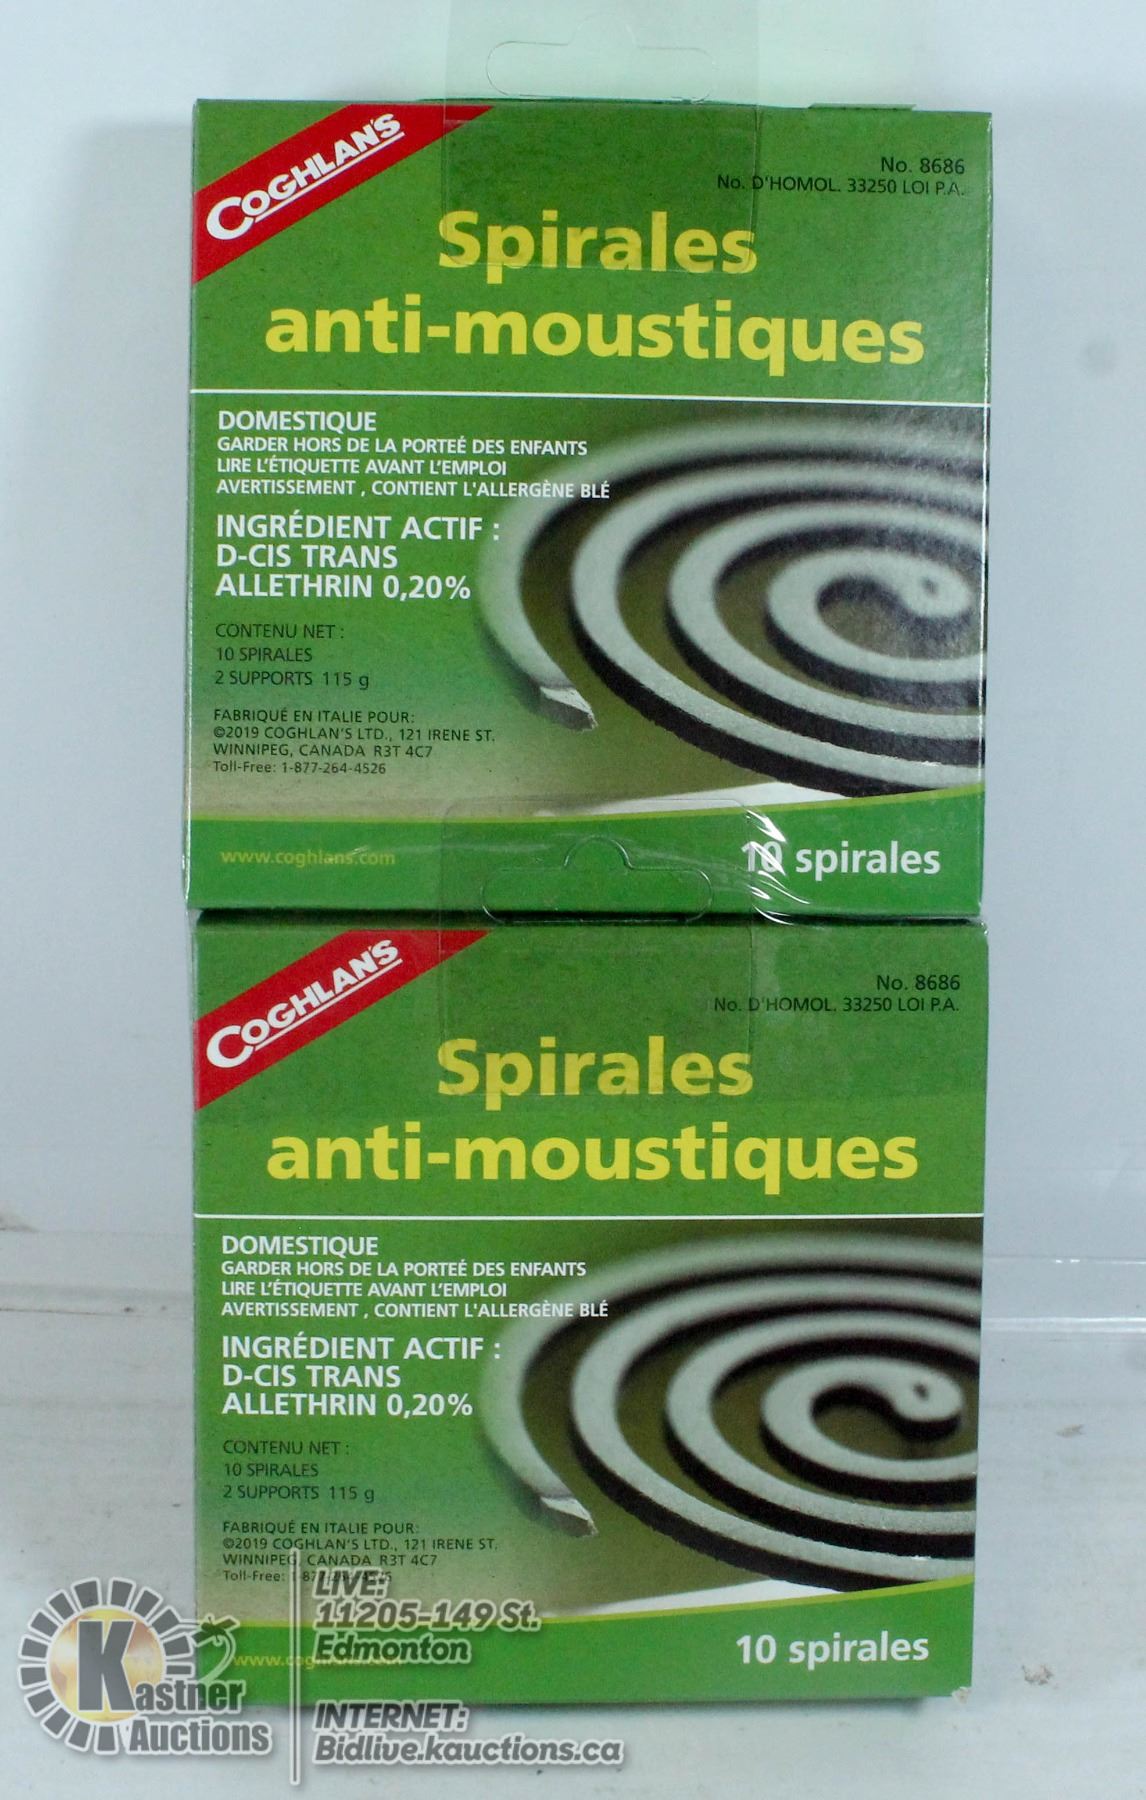 COGHLAN'S
No. 8686
No. D'HOMOL. 33250 LOI P.A.
Spirales
anti-moustiques
DOMESTIQUE
GARDER HORS DE LA PORTEÉ DES ENFANTS
LIRE L'ÉTIQUETTE AVANT L'EMPLOI
AVERTISSEMENT , CONTIENT L'ALLERGÈNE BLÉ
INGRÉDIENT ACTIF :
D-CIS TRANS
ALLETHRIN 0,20%
CONTENU NET :
10 SPIRALES
2 SUPPORTS 115 g
FABRIQUÉ EN ITALIE POUR:
©2019 COGHLAN'S LTD., 121 IRENE ST.
WINNIPEG, CANADA R3T 4C7
Toll-Free: 1-877-264-4526
www.coghlans.com
10 spirales
COGHLAN'S
No. 8686
No. D'HOMOL. 33250 LOI P.A.
Spirales
anti-moustiques
DOMESTIQUE
GARDER HORS DE LA PORTEÉ DES ENFANTS
LIRE L'ÉTIQUETTE AVANT L'EMPLOI
AVERTISSEMENT , CONTIENT L'ALLERGÈNE BLÉ
INGRÉDIENT ACTIF :
D-CIS TRANS
ALLETHRIN 0,20%
CONTENU NET :
10 SPIRALES
2 SUPPORTS 115 g
FABRIQUÉ EN ITALIE POUR:
©2019 COGHLAN'S LTD., 121 IRENE ST.
WINNIPEG, CANADA R3T 4C7
Toll-Free:
10 spirales
Kastner
Auctions
LIVE:
11205-149 St.
Edmonton
INTERNET:
Bidlive.kauctions.ca